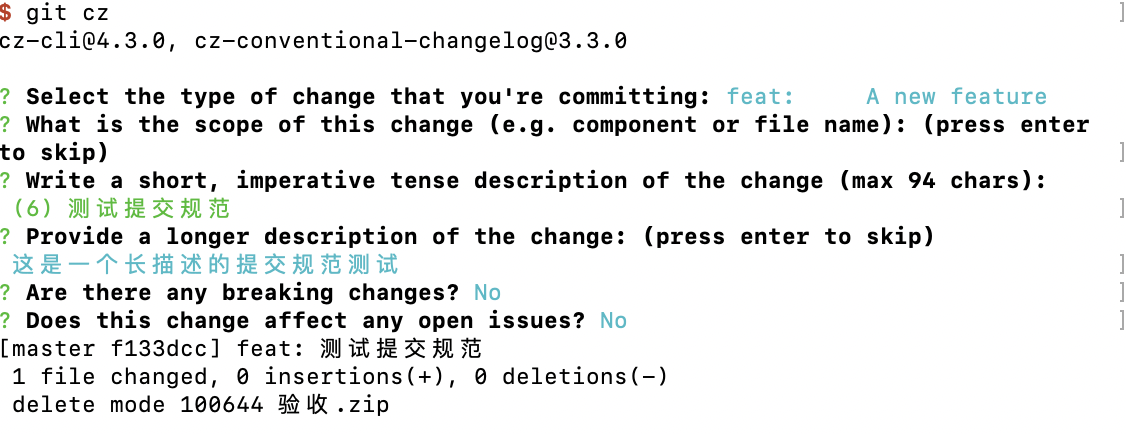 $ git cz
cz-cli@4.3.0, cz-conventional-changelog@3.3.0
? Select the type of change that you're committing: feat:     A new feature
? What is the scope of this change (e.g. component or file name): (press enter
to skip)
? Write a short, imperative tense description of the change (max 94 chars):
(6) 测试提交规范
? Provide a longer description of the change: (press enter to skip)
这是一个长描述的提交规范测试
? Are there any breaking changes? No
? Does this change affect any open issues? No
[master f133dcc] feat: 测试提交规范
1 file changed, 0 insertions(+), 0 deletions(-)
delete mode 100644 验收.zip